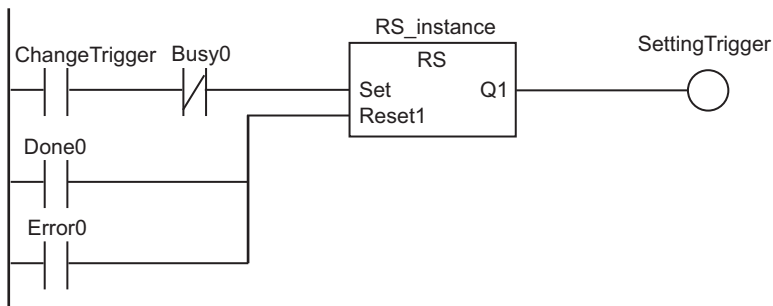 RS_instance
ChangeTrigger Busy0 RS SettingTrigger
Set Q1
Reset1
Done0
Error0